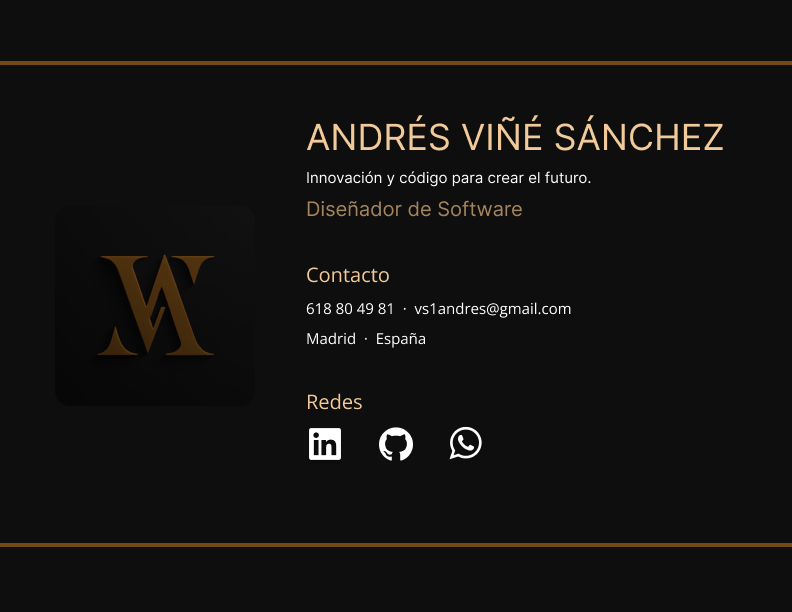 ANDRÉS VIÑÉ SÁNCHEZ
Innovación y código para crear el futuro.
Diseñador de Software
Contacto
618 80 49 81 · vs1andres@gmail.com
Madrid · España
Redes